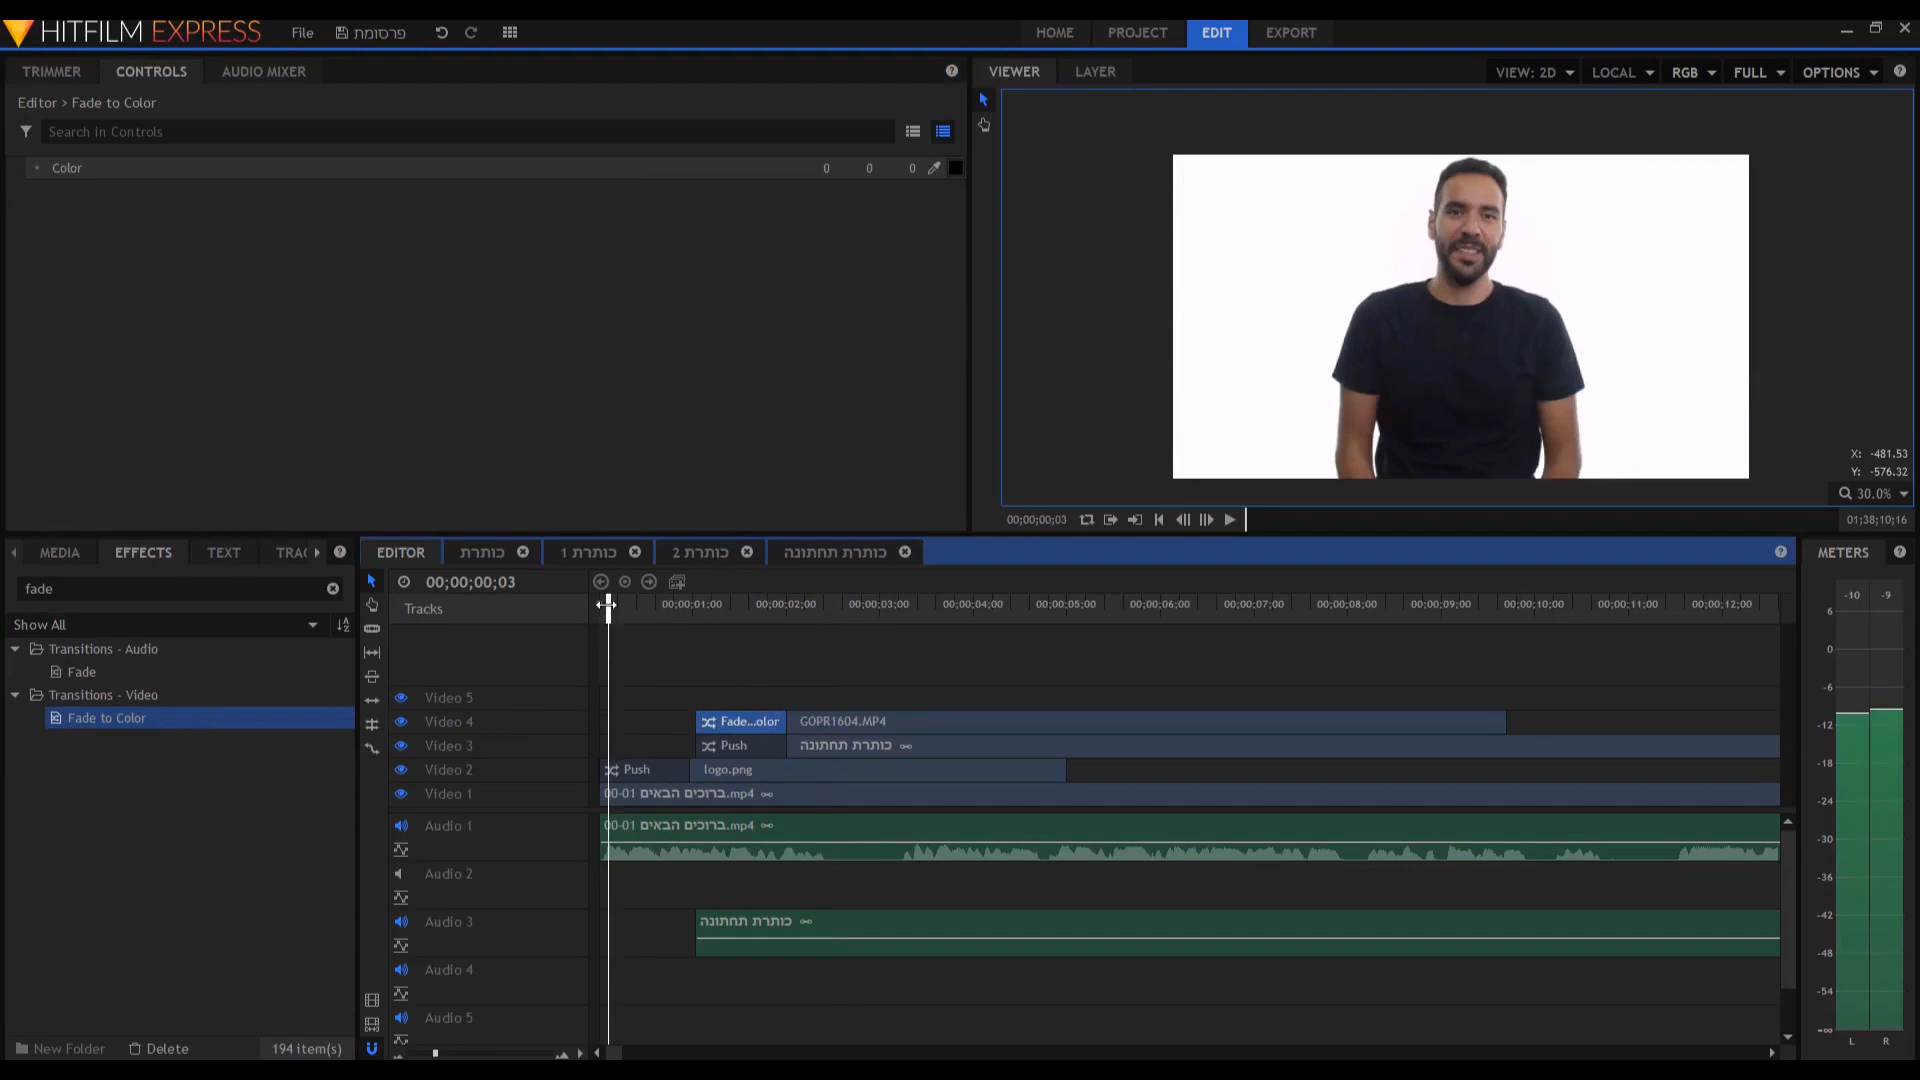 HITFILM EXPRESS
File
פרסומת
HOME
PROJECT
EDIT
EXPORT
TRIMMER
CONTROLS
AUDIO MIXER
VIEWER
LAYER
VIEW: 2D
LOCAL
RGB
FULL
OPTIONS
Editor > Fade to Color
Search in Controls
Color
0
0
0
X: -481.53
Y: -576.32
30.0%
00;00;00;03
01;38;10;16
MEDIA
EFFECTS
TEXT
TRAC
EDITOR
כותרת
כותרת 1
כותרת 2
כותרת תחתונה
METERS
fade
00;00;00;03
Show All
Tracks
00;00;01;00
00;00;02;00
00;00;03;00
00;00;04;00
00;00;05;00
00;00;06;00
00;00;07;00
00;00;08;00
00;00;09;00
00;00;10;00
00;00;11;00
00;00;12;00
Transitions - Audio
Fade
Transitions - Video
Fade to Color
Video 5
Video 4
Fade...olor
GOPR1604.MP4
Video 3
Push
כותרת תחתונה
Video 2
Push
logo.png
Video 1
00-01 ברוכים הבאים.mp4
Audio 1
00-01 ברוכים הבאים.mp4
Audio 2
Audio 3
כותרת תחתונה
Audio 4
Audio 5
-10
-9
6
0
-6
-12
-18
-24
-30
-36
-42
-48
-54
-∞
L
R
New Folder
Delete
194 item(s)